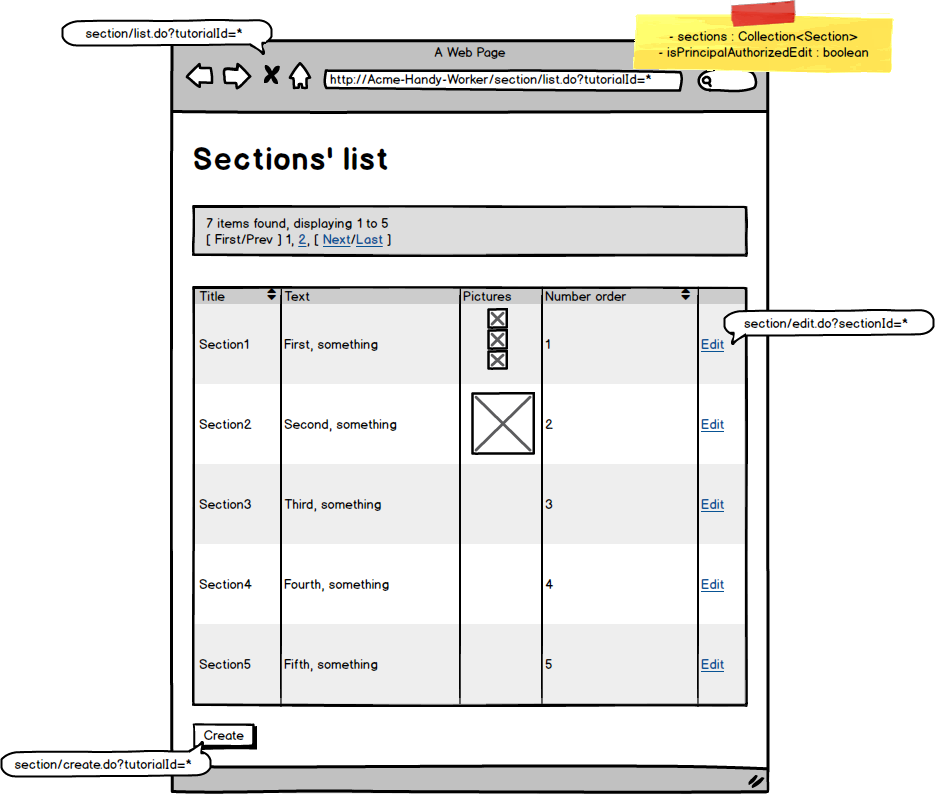 section/list.do?tutorialId=*
- sections : Collection<Section>
- isPrincipalAuthorizedEdit : boolean
A Web Page
http://Acme-Handy-Worker/section/list.do?tutorialId=*
Sections' list
7 items found, displaying 1 to 5
[ First/Prev ] 1, 2, [ Next/Last ]
Title Text Pictures Number order
section/edit.do?sectionId=*
Section1 First, something 1 Edit
Section2 Second, something 2 Edit
Section3 Third, something 3 Edit
Section4 Fourth, something 4 Edit
Section5 Fifth, something 5 Edit
Create
section/create.do?tutorialId=*